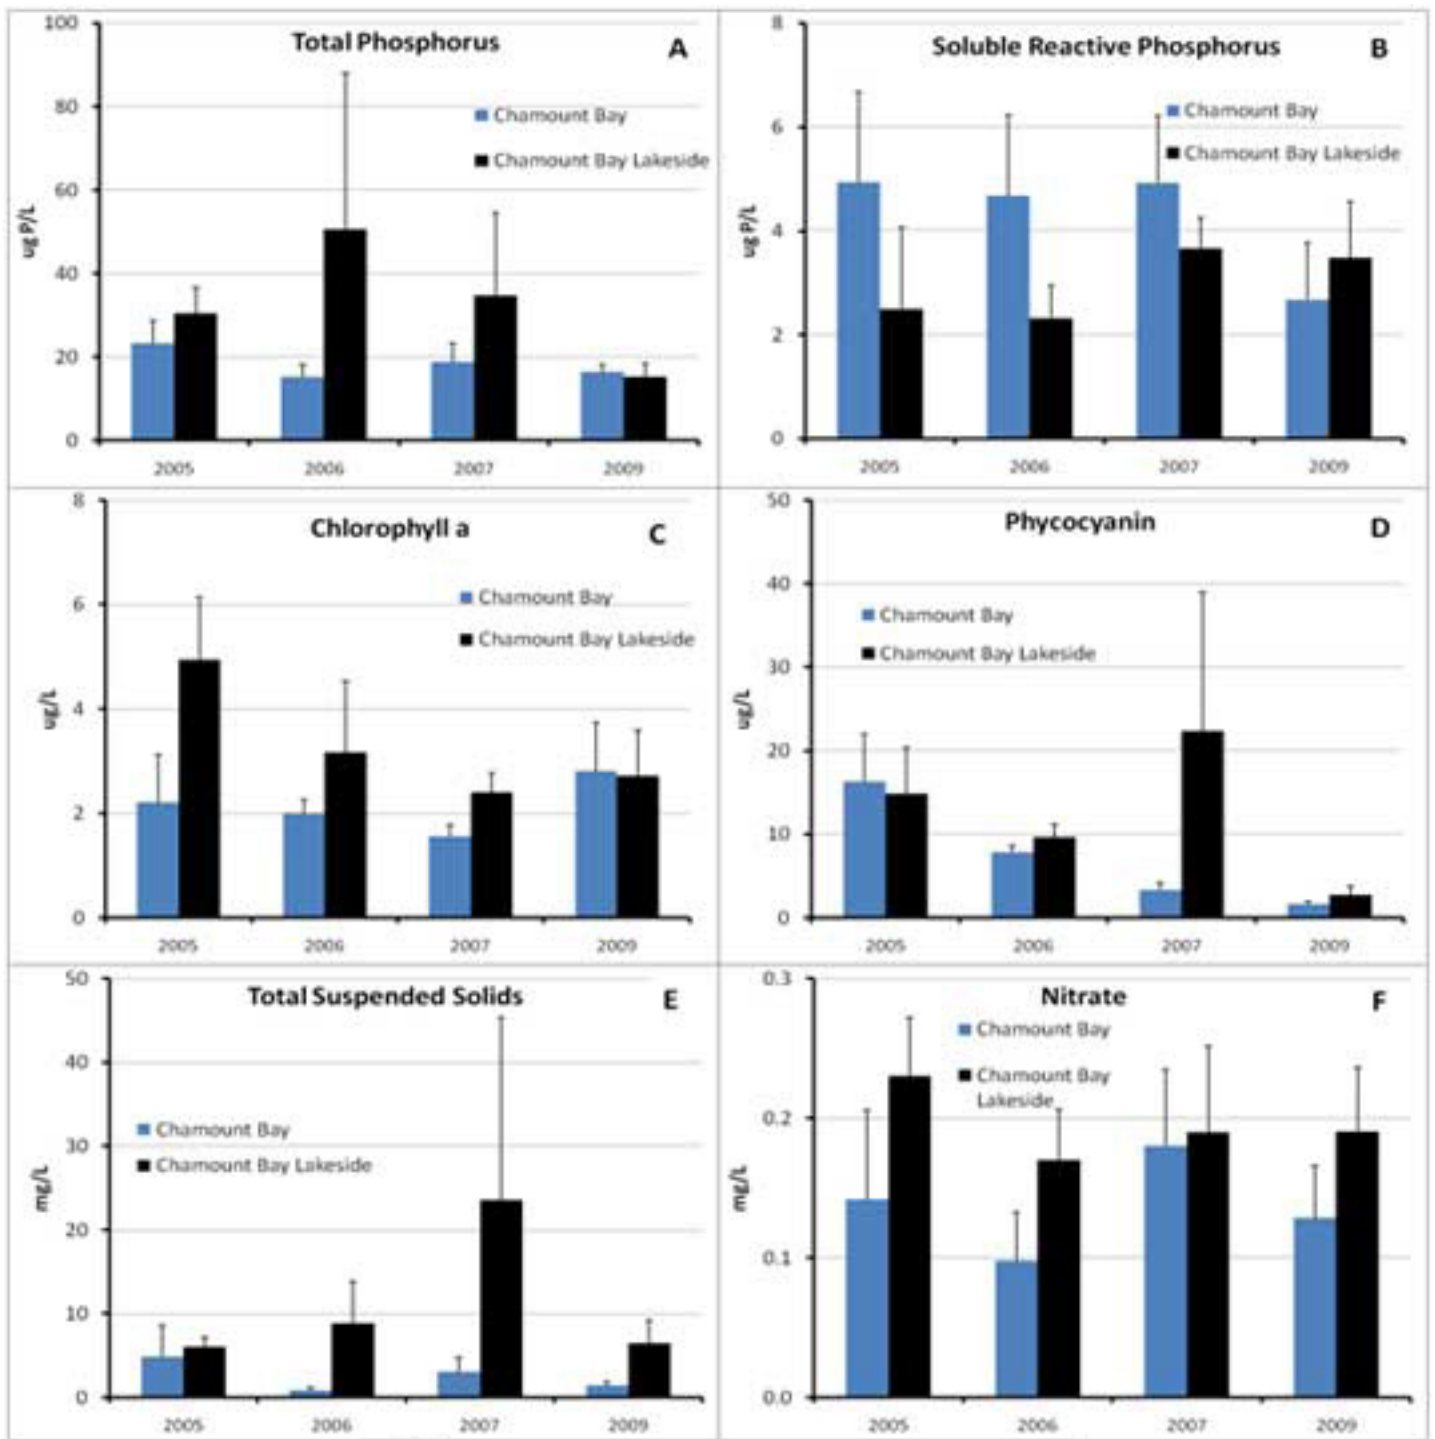 Total Phosphorus
A
100
80
60
40
20
0
ug P/L
Chamount Bay
Chamount Bay Lakeside
2005 2006 2007 2009
Soluble Reactive Phosphorus
B
8
6
4
2
0
ug P/L
Chamount Bay
Chamount Bay Lakeside
2005 2006 2007 2009
Chlorophyll a
C
8
6
4
2
0
ug/L
Chamount Bay
Chamount Bay Lakeside
2005 2006 2007 2009
Phycocyanin
D
50
40
30
20
10
0
ug/L
Chamount Bay
Chamount Bay Lakeside
2005 2006 2007 2009
Total Suspended Solids
E
50
40
30
20
10
0
mg/L
Chamount Bay
Chamount Bay Lakeside
2005 2006 2007 2009
Nitrate
F
0.3
0.2
0.1
0.0
mg/L
Chamount Bay
Chamount Bay
Lakeside
2005 2006 2007 2009